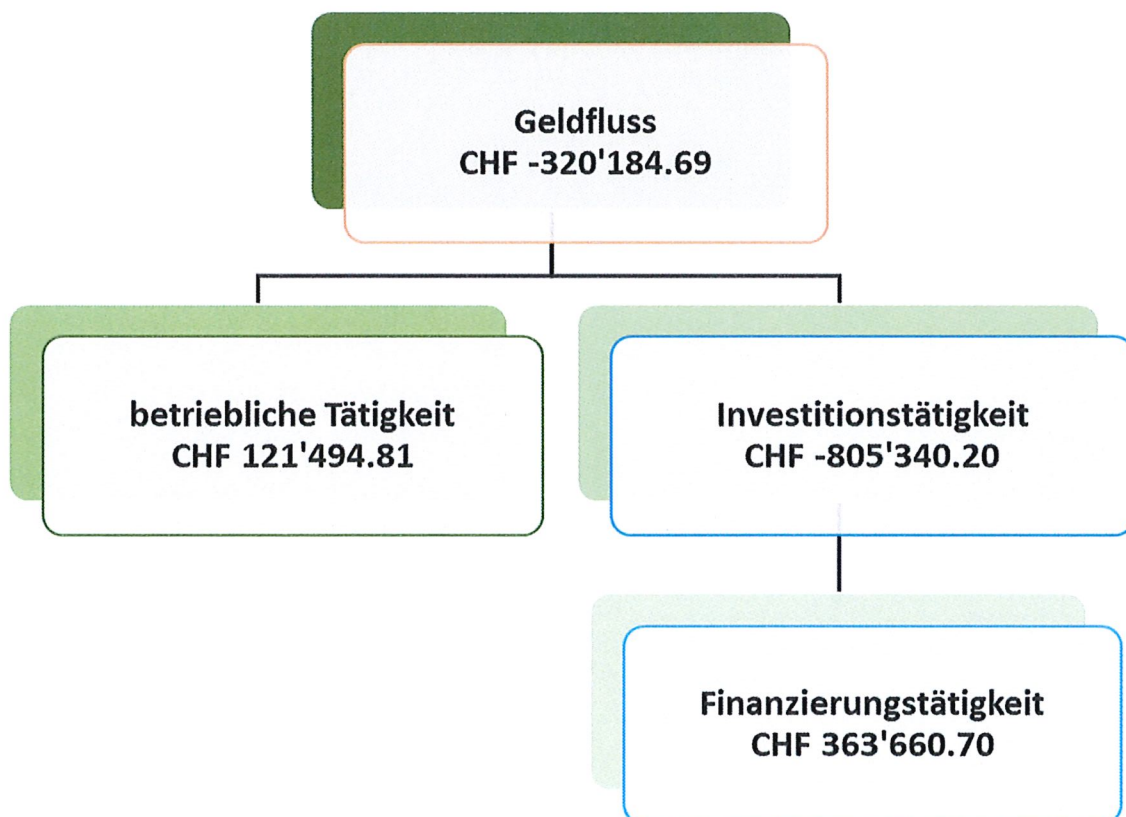 Geldfluss
CHF -320'184.69
betriebliche Tätigkeit
CHF 121'494.81
Investitionstätigkeit
CHF -805'340.20
Finanzierungstätigkeit
CHF 363'660.70